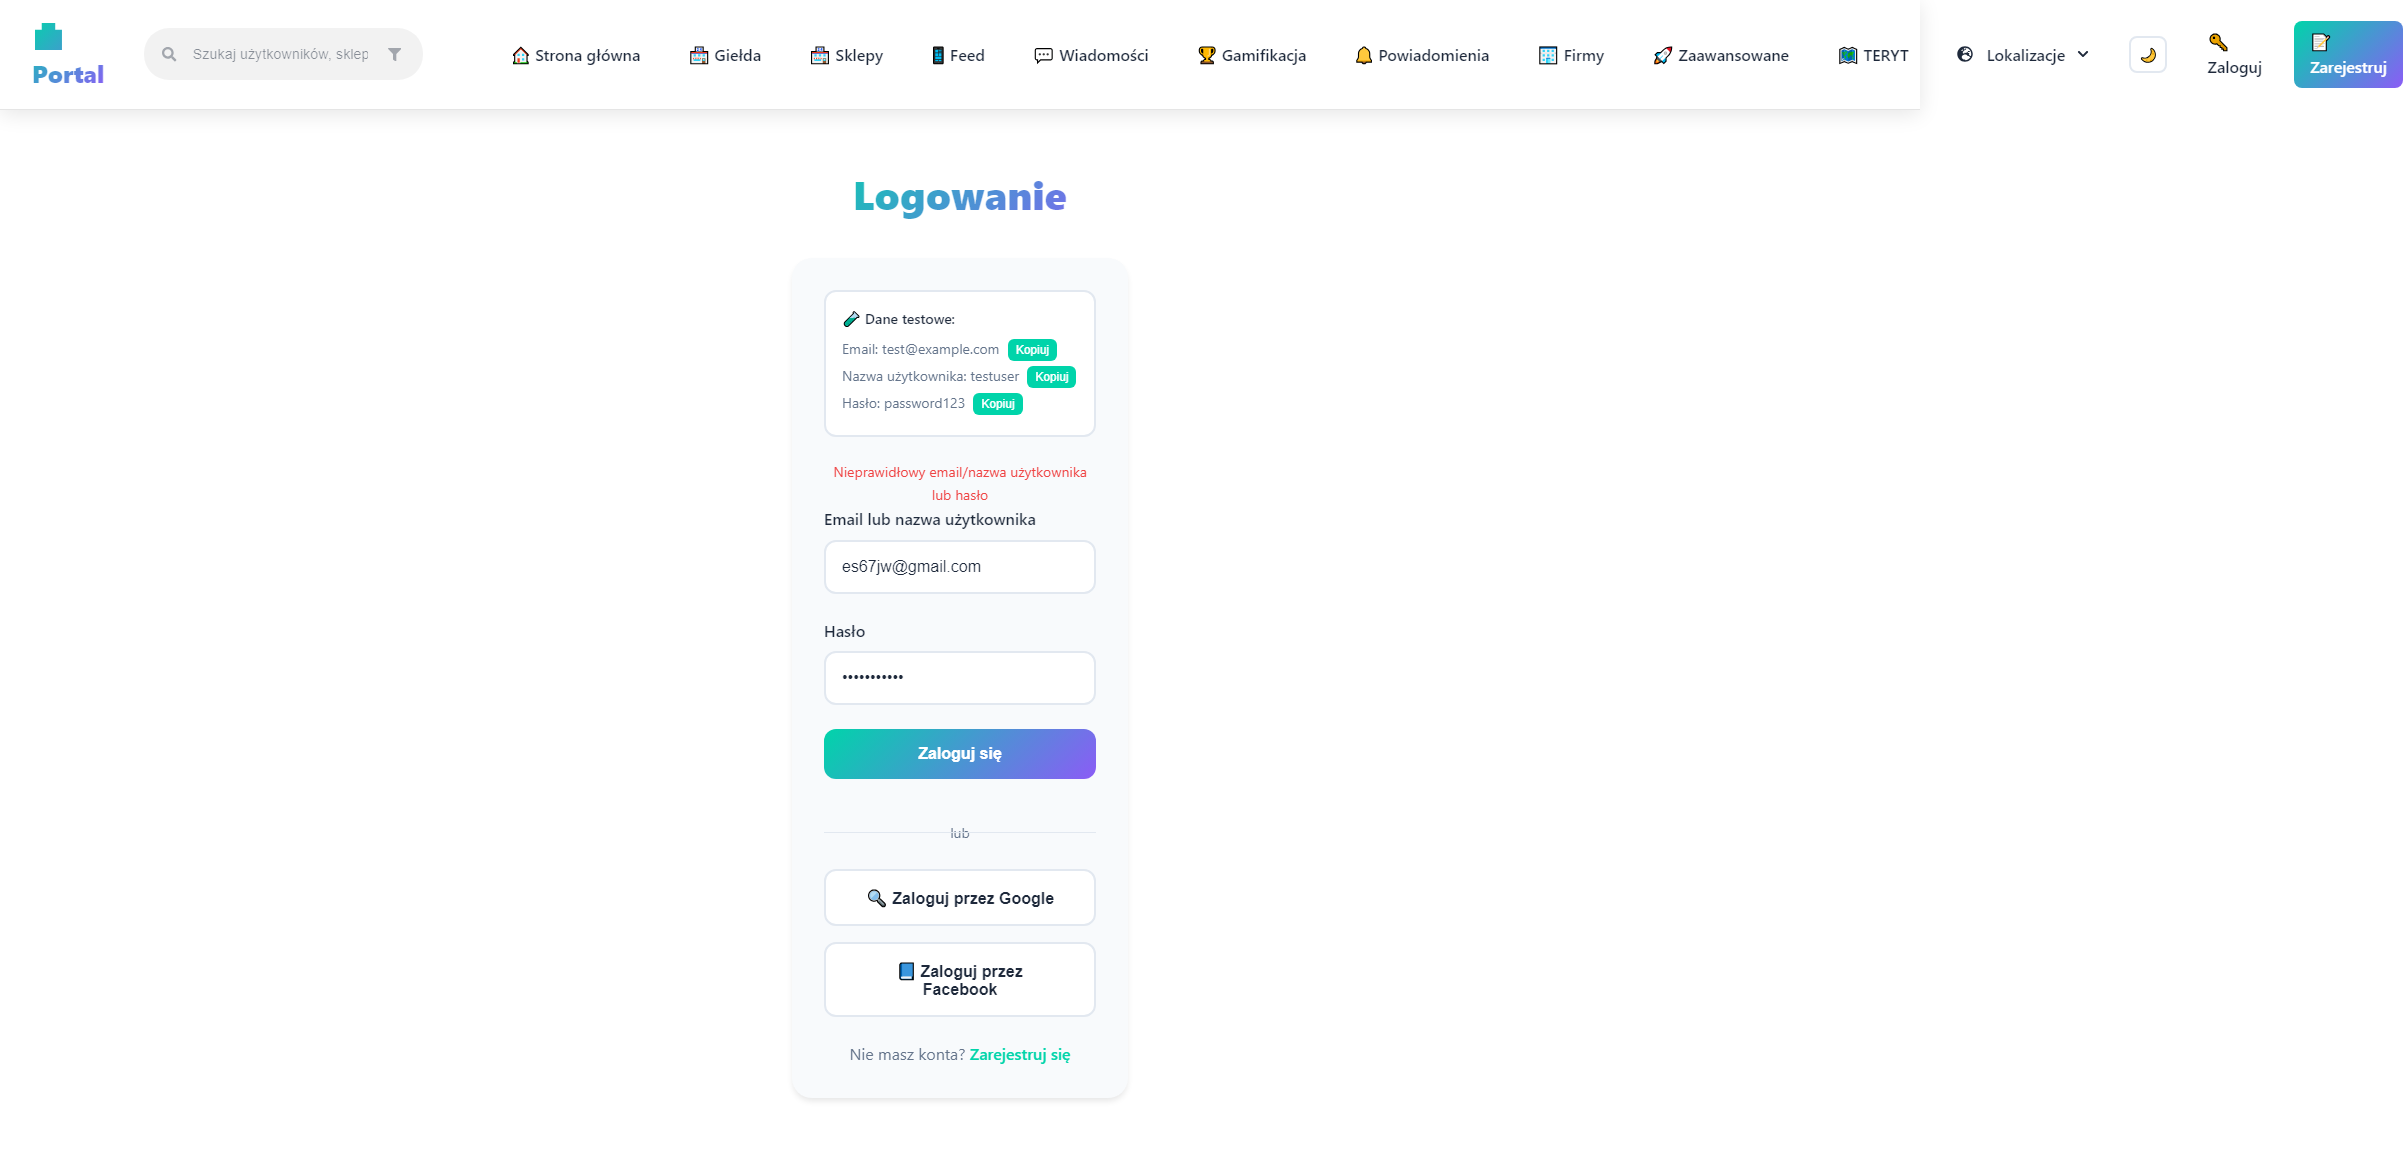 Portal
Szukaj użytkowników, sklep
Strona główna
Giełda
Sklepy
Feed
Wiadomości
Gamifikacja
Powiadomienia
Firmy
Zaawansowane
TERYT
Lokalizacje
Zaloguj
Zarejestruj
Logowanie
Dane testowe:
Email: test@example.com Kopiuj
Nazwa użytkownika: testuser Kopiuj
Hasło: password123 Kopiuj
Nieprawidłowy email/nazwa użytkownika
lub hasło
Email lub nazwa użytkownika
es67jw@gmail.com
Hasło
•••••••••••
Zaloguj się
lub
Zaloguj przez Google
Zaloguj przez
Facebook
Nie masz konta? Zarejestruj się